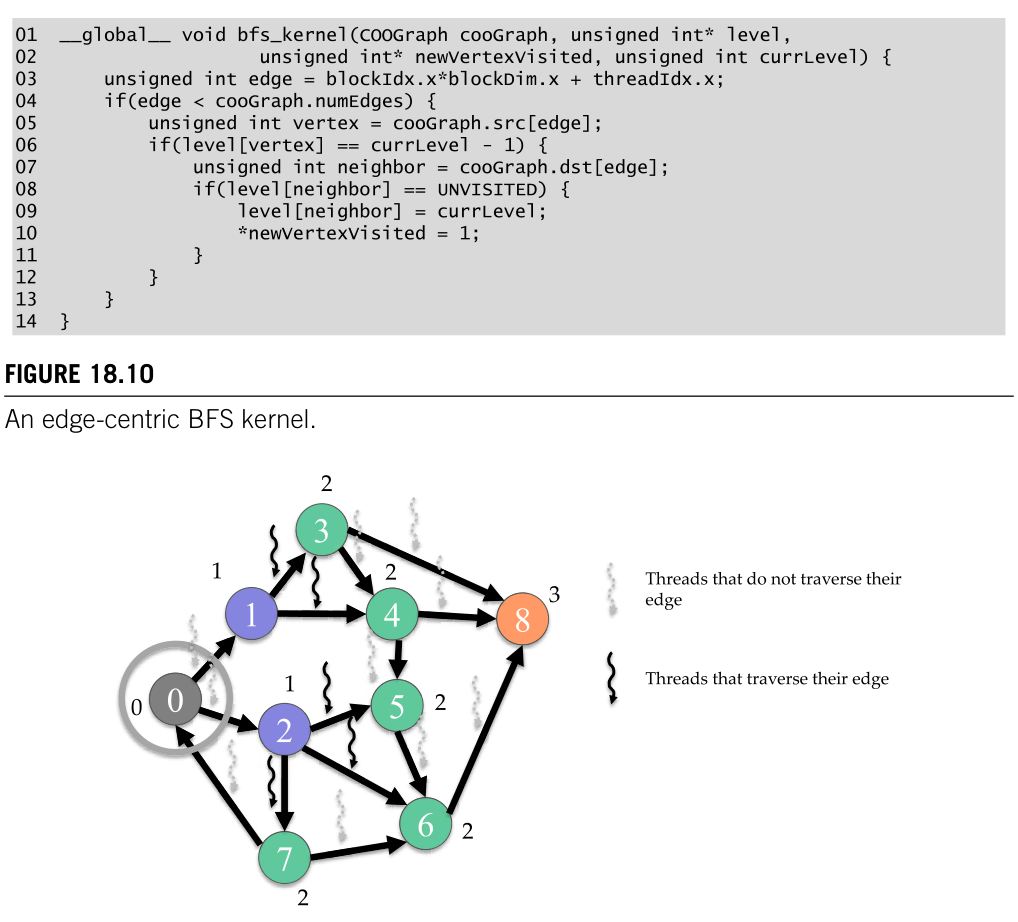 01 __global__ void bfs_kernel(COOGraph cooGraph, unsigned int* level,
02 unsigned int* newVertexVisited, unsigned int currLevel) {
03 unsigned int edge = blockIdx.x*blockDim.x + threadIdx.x;
04 if(edge < cooGraph.numEdges) {
05 unsigned int vertex = cooGraph.src[edge];
06 if(level[vertex] == currLevel - 1) {
07 unsigned int neighbor = cooGraph.dst[edge];
08 if(level[neighbor] == UNVISITED) {
09 level[neighbor] = currLevel;
10 *newVertexVisited = 1;
11 }
12 }
13 }
14 }
FIGURE 18.10
An edge-centric BFS kernel.
2
3
1
2
1
4
3
8
0
0
1
2
5
2
6
2
7
2
Threads that do not traverse their
edge
Threads that traverse their edge